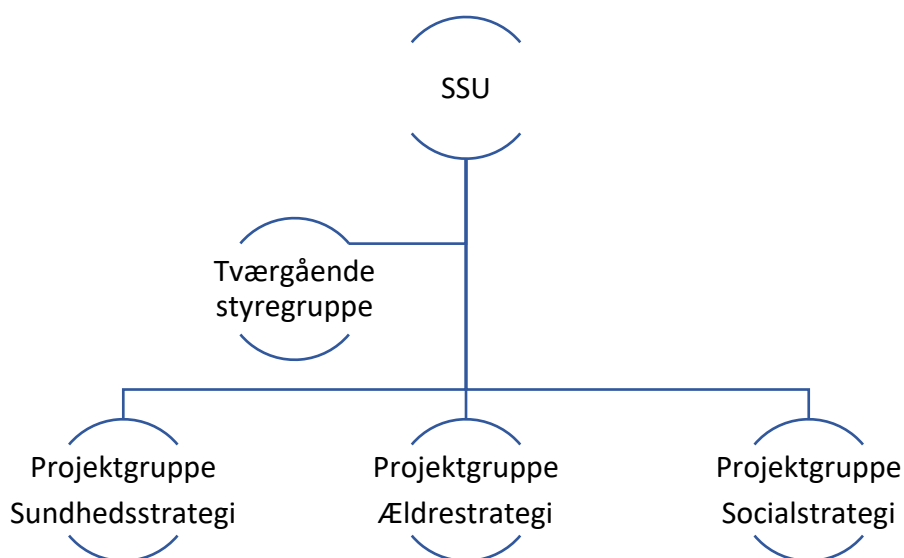 SSU
Tværgående
styregruppe
Projektgruppe
Sundhedsstrategi
Projektgruppe
Ældrestrategi
Projektgruppe
Socialstrategi